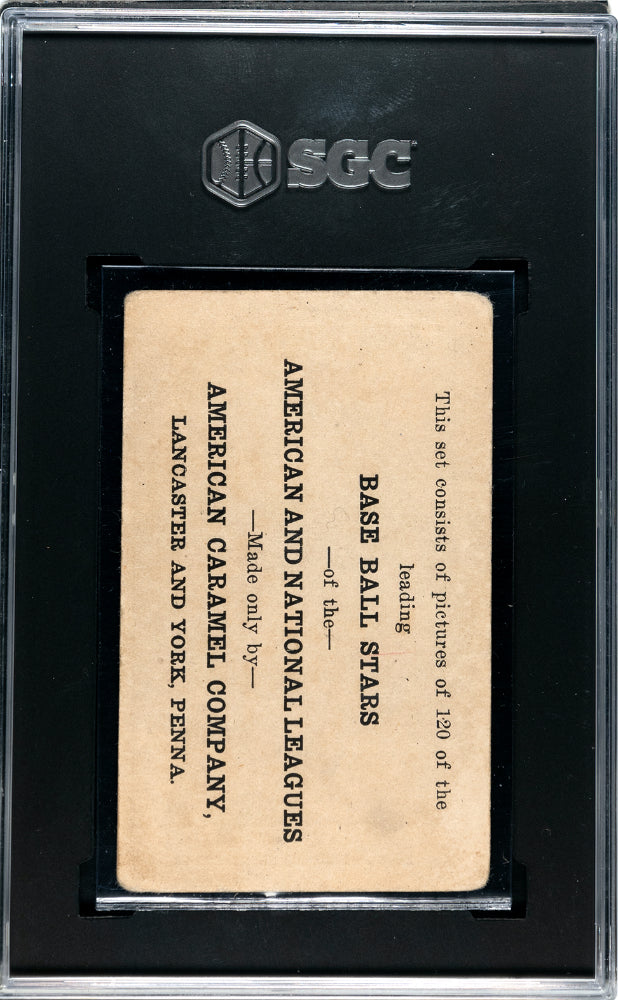 SGC
This set consists of pictures of 120 of the
leading
BASE BALL STARS
—of the—
AMERICAN AND NATIONAL LEAGUES
—Made only by—
AMERICAN CARAMEL COMPANY,
LANCASTER AND YORK, PENNA.